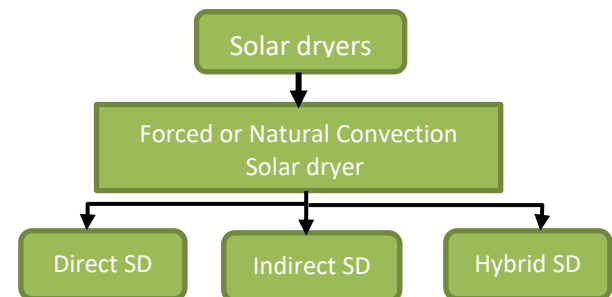 Solar dryers
Forced or Natural Convection
Solar dryer
Direct SD
Indirect SD
Hybrid SD